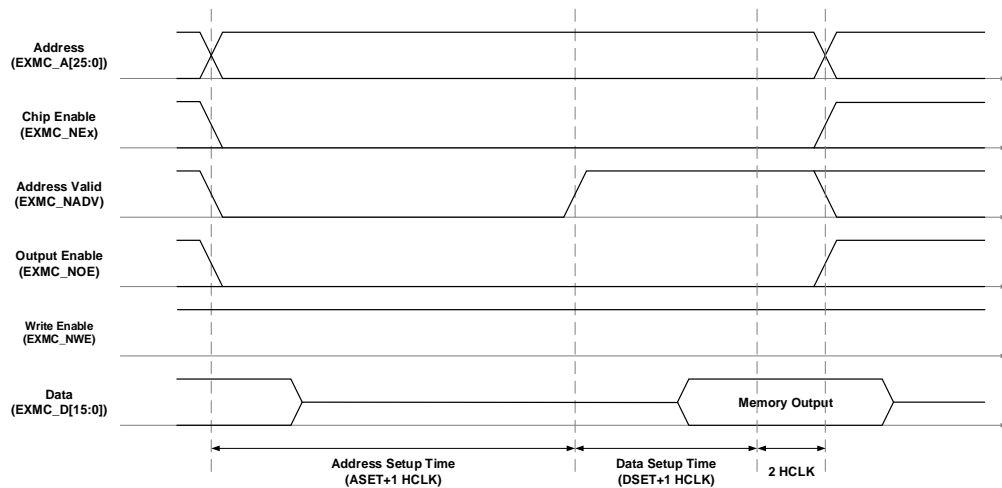 Address
(EXMC_A[25:0])
Chip Enable
(EXMC_NEx)
Address Valid
(EXMC_NADV)
Output Enable
(EXMC_NOE)
Write Enable
(EXMC_NWE)
Data
(EXMC_D[15:0])
Memory Output
Address Setup Time
(ASET+1 HCLK)
Data Setup Time
(DSET+1 HCLK)
2 HCLK